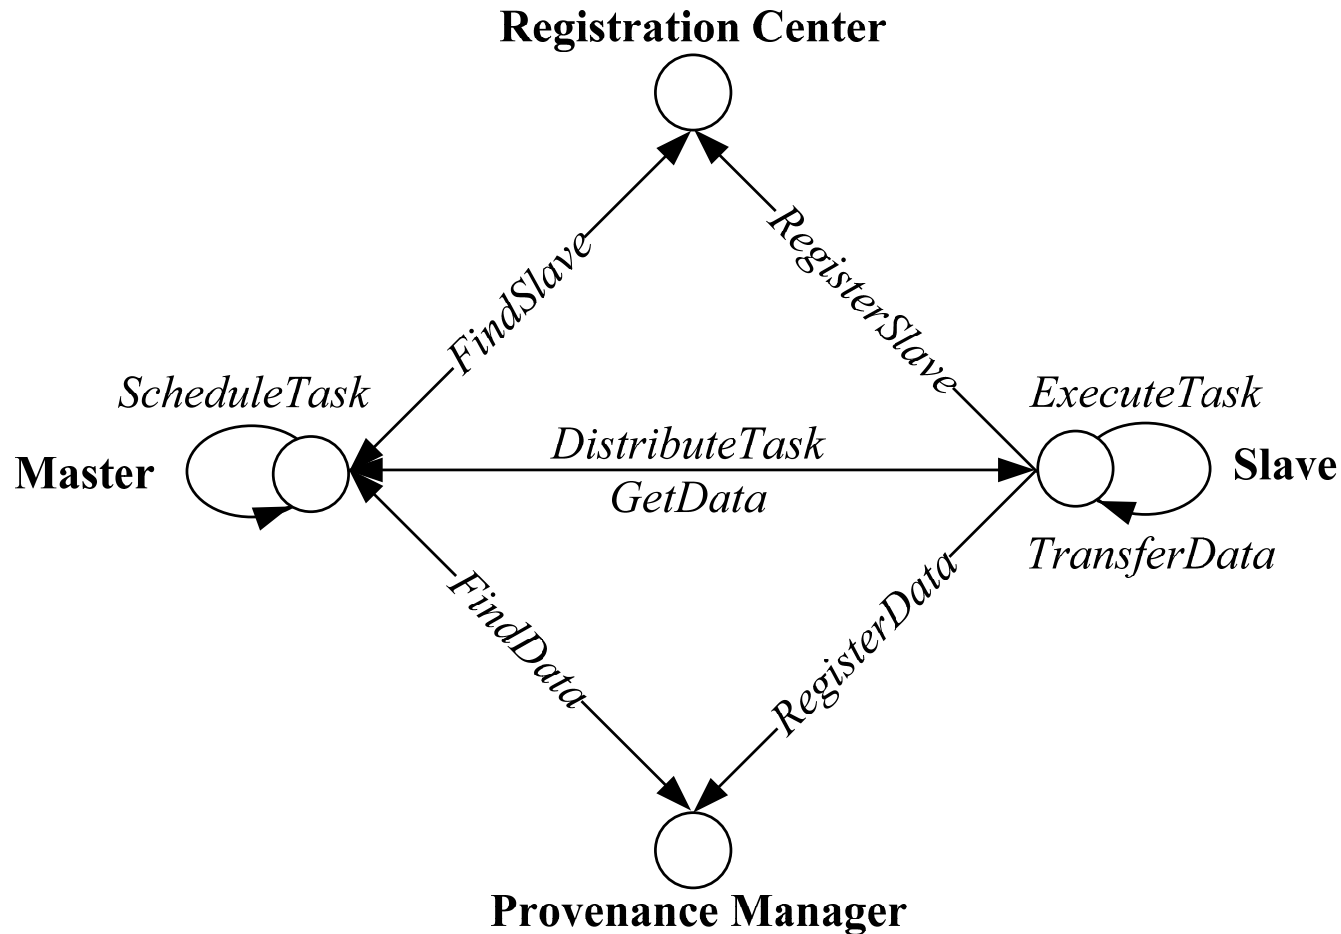 Registration Center
FindSlave
RegisterSlave
ScheduleTask
ExecuteTask
Master
DistributeTask
GetData
Slave
TransferData
FindData
RegisterData
Provenance Manager